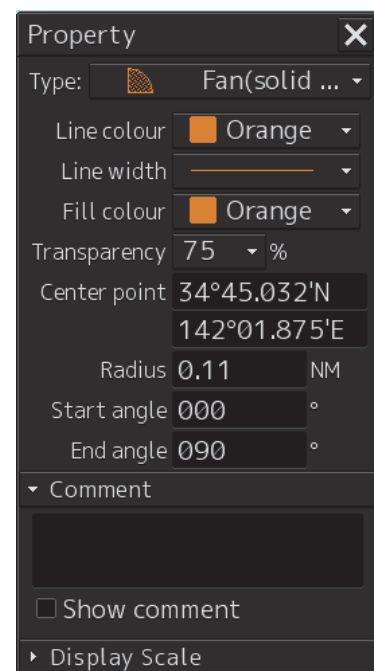 Property
Type: Fan(solid ...
Line colour Orange
Line width
Fill colour Orange
Transparency 75 %
Center point 34°45.032'N
142°01.875'E
Radius 0.11 NM
Start angle 000 °
End angle 090 °
Comment
Show comment
Display Scale